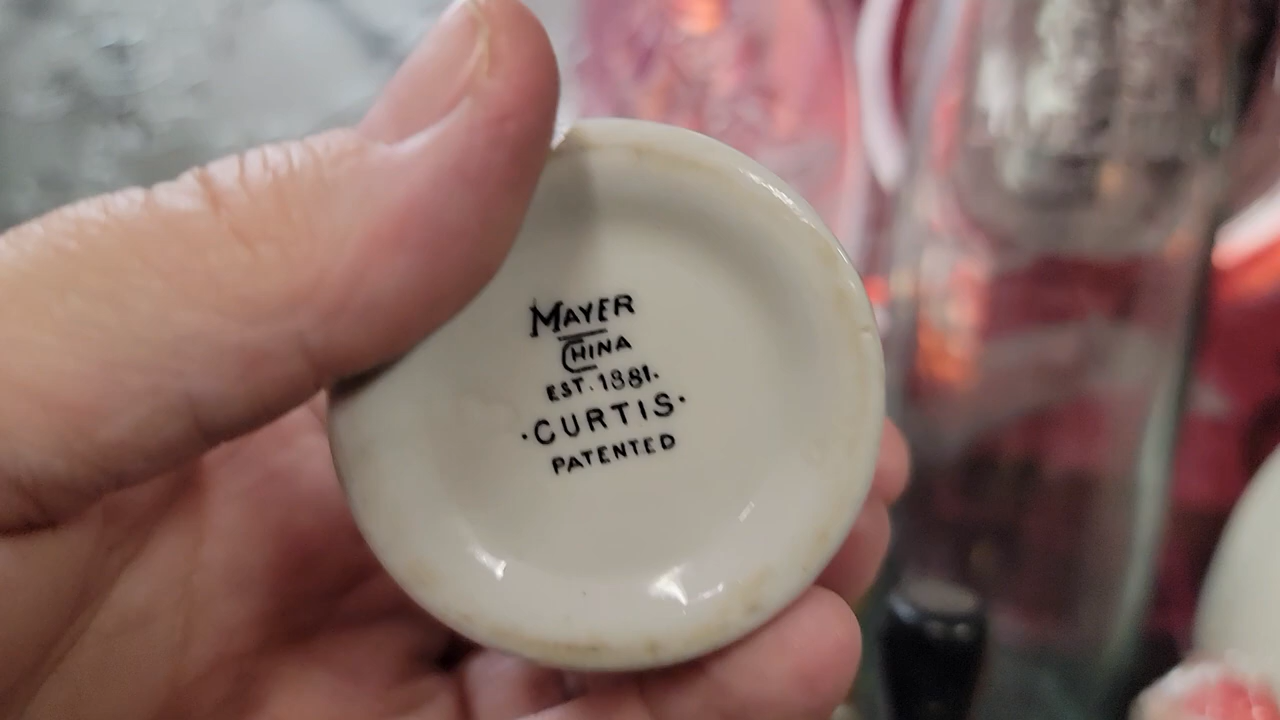 MAYER
CHINA
EST. 1881.
·CURTIS·
PATENTED